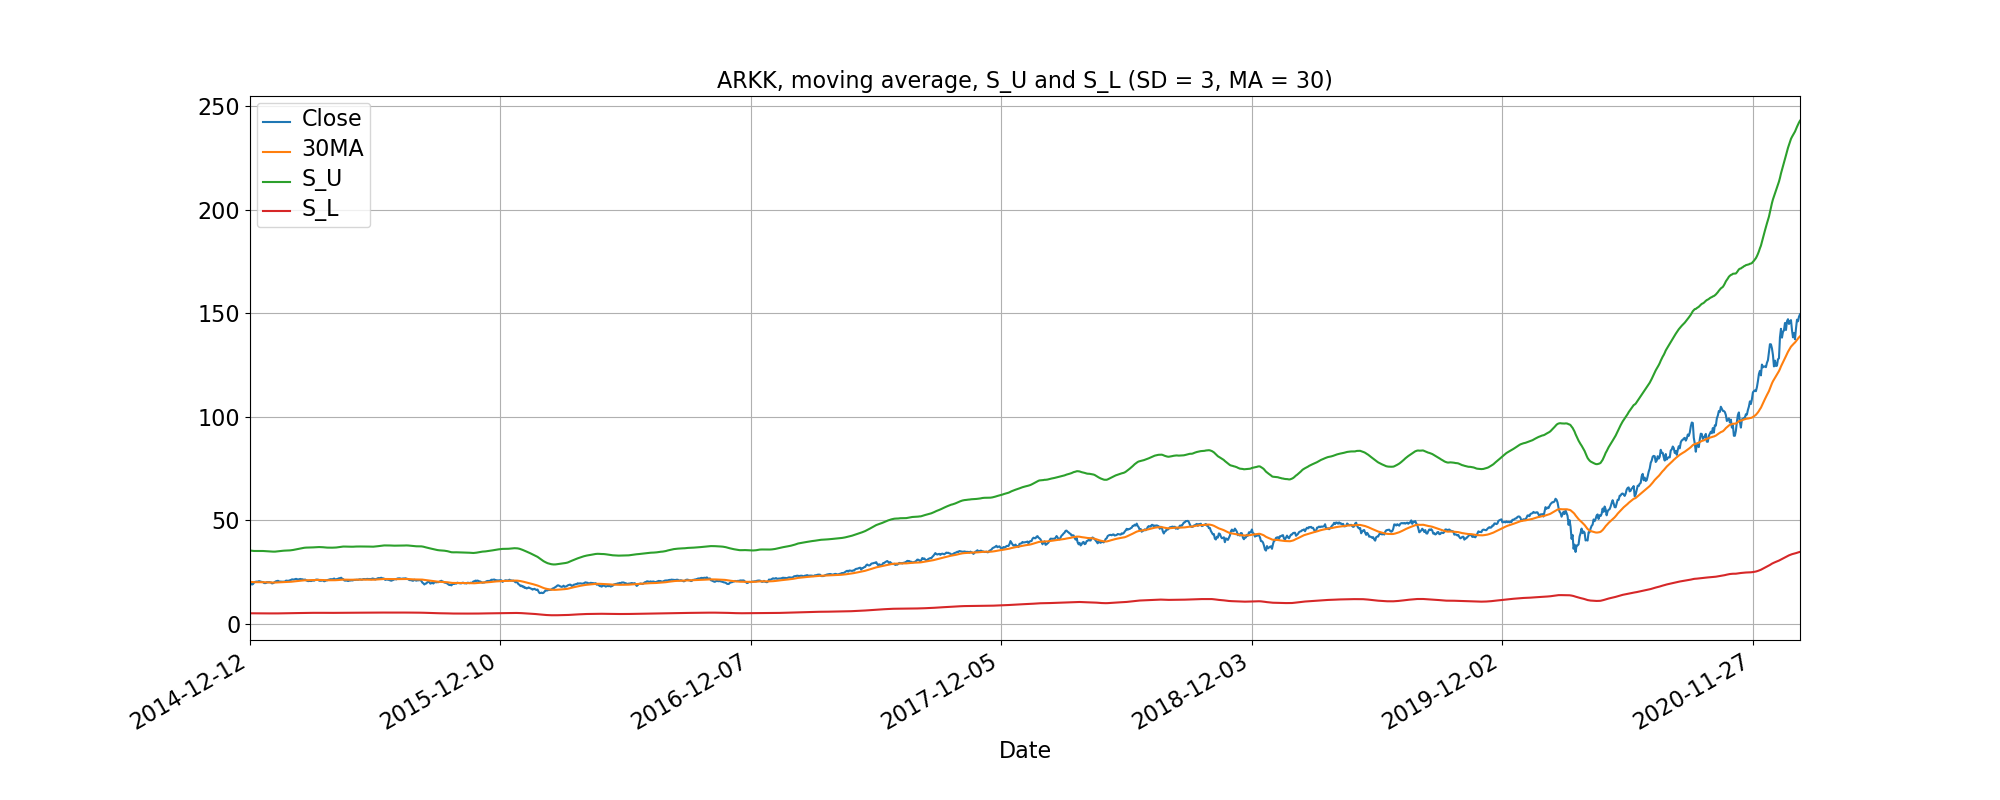 ARKK, moving average, S_U and S_L (SD = 3, MA = 30)
250
200
150
100
50
0
Close
30MA
S_U
S_L
2014-12-12
2015-12-10
2016-12-07
2017-12-05
2018-12-03
2019-12-02
2020-11-27
Date